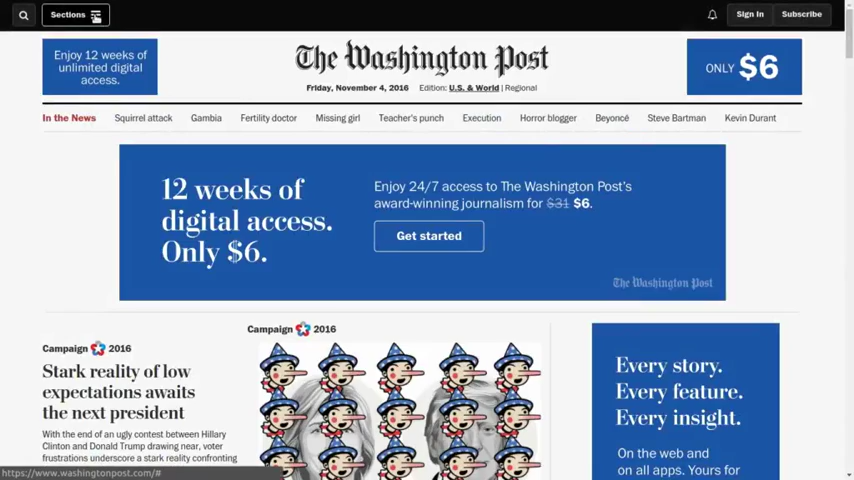 Sections
Sign In
Subscribe
Enjoy 12 weeks of
unlimited digital
access.
The Washington Post
Friday, November 4, 2016
Edition: U.S. & World | Regional
ONLY $6
In the News
Squirrel attack
Gambia
Fertility doctor
Missing girl
Teacher's punch
Execution
Horror blogger
Beyoncé
Steve Bartman
Kevin Durant
12 weeks of
digital access.
Only $6.
Enjoy 24/7 access to The Washington Post's
award-winning journalism for $31 $6.
Get started
The Washington Post
Campaign 2016
Stark reality of low
expectations awaits
the next president
With the end of an ugly contest between Hillary
Clinton and Donald Trump drawing near, voter
frustrations underscore a stark reality confronting
Campaign 2016
Every story.
Every feature.
Every insight.
On the web and
on all apps. Yours for
https://www.washingtonpost.com/#